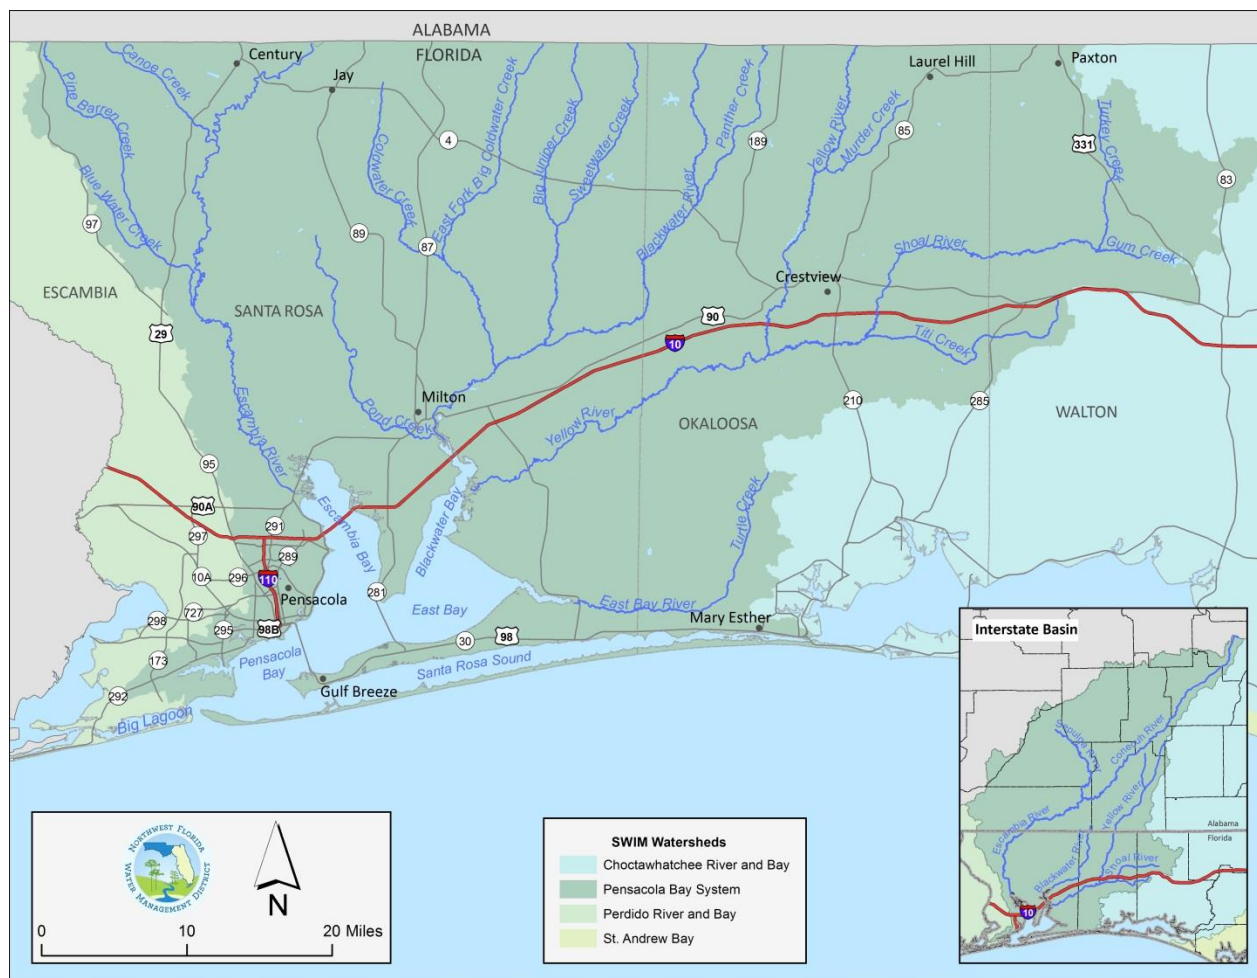 ALABAMA
FLORIDA
Century
Jay
Laurel Hill
Paxton
Canoe Creek
Pine Barren Creek
Blue Water Creek
Coldwater Creek
East Fork Big Coldwater Creek
Big Juniper Creek
Sweetwater Creek
Panther Creek
Blackwater River
Yellow River
Murder Creek
Turkey Creek
4
189
85
331
83
97
89
87
Shoal River
Gum Creek
Crestview
ESCAMBIA
SANTA ROSA
29
90
10
Titi Creek
Escambia River
Milton
Pond Creek
Yellow River
OKALOOSA
210
285
WALTON
95
90A
291
297
289
10A
296
110
Pensacola
727
298
295
98B
173
292
281
Escambia Bay
Blackwater Bay
East Bay
Turtle Creek
East Bay River
Mary Esther
30
98
Pensacola
Bay
Santa Rosa Sound
Gulf Breeze
Big Lagoon
Interstate Basin
Sepulga River
Conecuh River
Escambia River
Yellow River
Blackwater River
Shoal River
Alabama
Florida
10
NORTHWEST FLORIDA
WATER MANAGEMENT DISTRICT
N
0 10 20 Miles
SWIM Watersheds
Choctawhatchee River and Bay
Pensacola Bay System
Perdido River and Bay
St. Andrew Bay